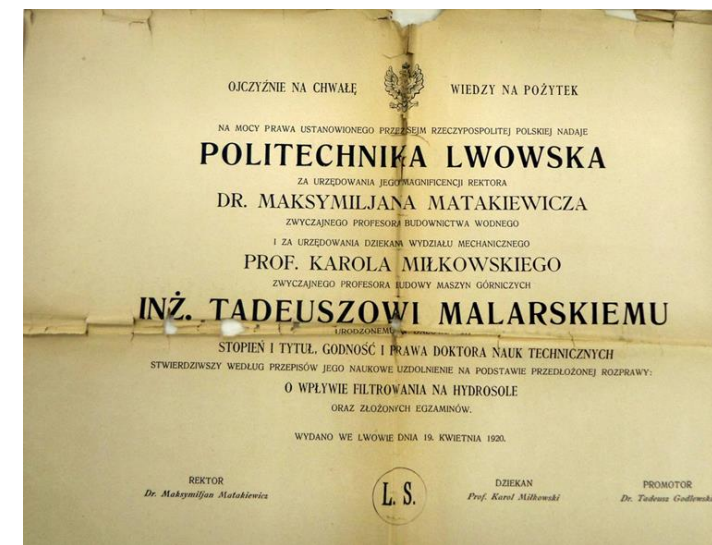 OJCZYŹNIE NA CHWAŁĘ WIEDZY NA POŻYTEK
NA MOCY PRAWA USTANOWIONEGO PRZEZ SEJM RZECZYPOSPOLITEJ POLSKIEJ NADAJE
POLITECHNIKA LWOWSKA
ZA URZĘDOWANIA JEGO MAGNIFICENCJI REKTORA
DR. MAKSYMILJANA MATAKIEWICZA
ZWYCZAJNEGO PROFESORA BUDOWNICTWA WODNEGO
I ZA URZĘDOWANIA DZIEKANA WYDZIAŁU MECHANICZNEGO
PROF. KAROLA MIŁKOWSKIEGO
ZWYCZAJNEGO PROFESORA BUDOWY MASZYN GÓRNICZYCH
INŻ. TADEUSZOWI MALARSKIEMU
URODZONEMU
STOPIEŃ I TYTUŁ, GODNOŚĆ I PRAWA DOKTORA NAUK TECHNICZNYCH
STWIERDZIWSZY WEDŁUG PRZEPISÓW JEGO NAUKOWE UZDOLNIENIE NA PODSTAWIE PRZEDŁOŻONEJ ROZPRAWY:
O WPŁYWIE FILTROWANIA NA HYDROSOLE
ORAZ ZŁOŻONYCH EGZAMINÓW.
WYDANO WE LWOWIE DNIA 19. KWIETNIA 1920.
REKTOR DZIEKAN PROMOTOR
Dr. Maksymiljan Matakiewicz L. S. Prof. Karol Miłkowski Dr. Tadeusz Godlewski